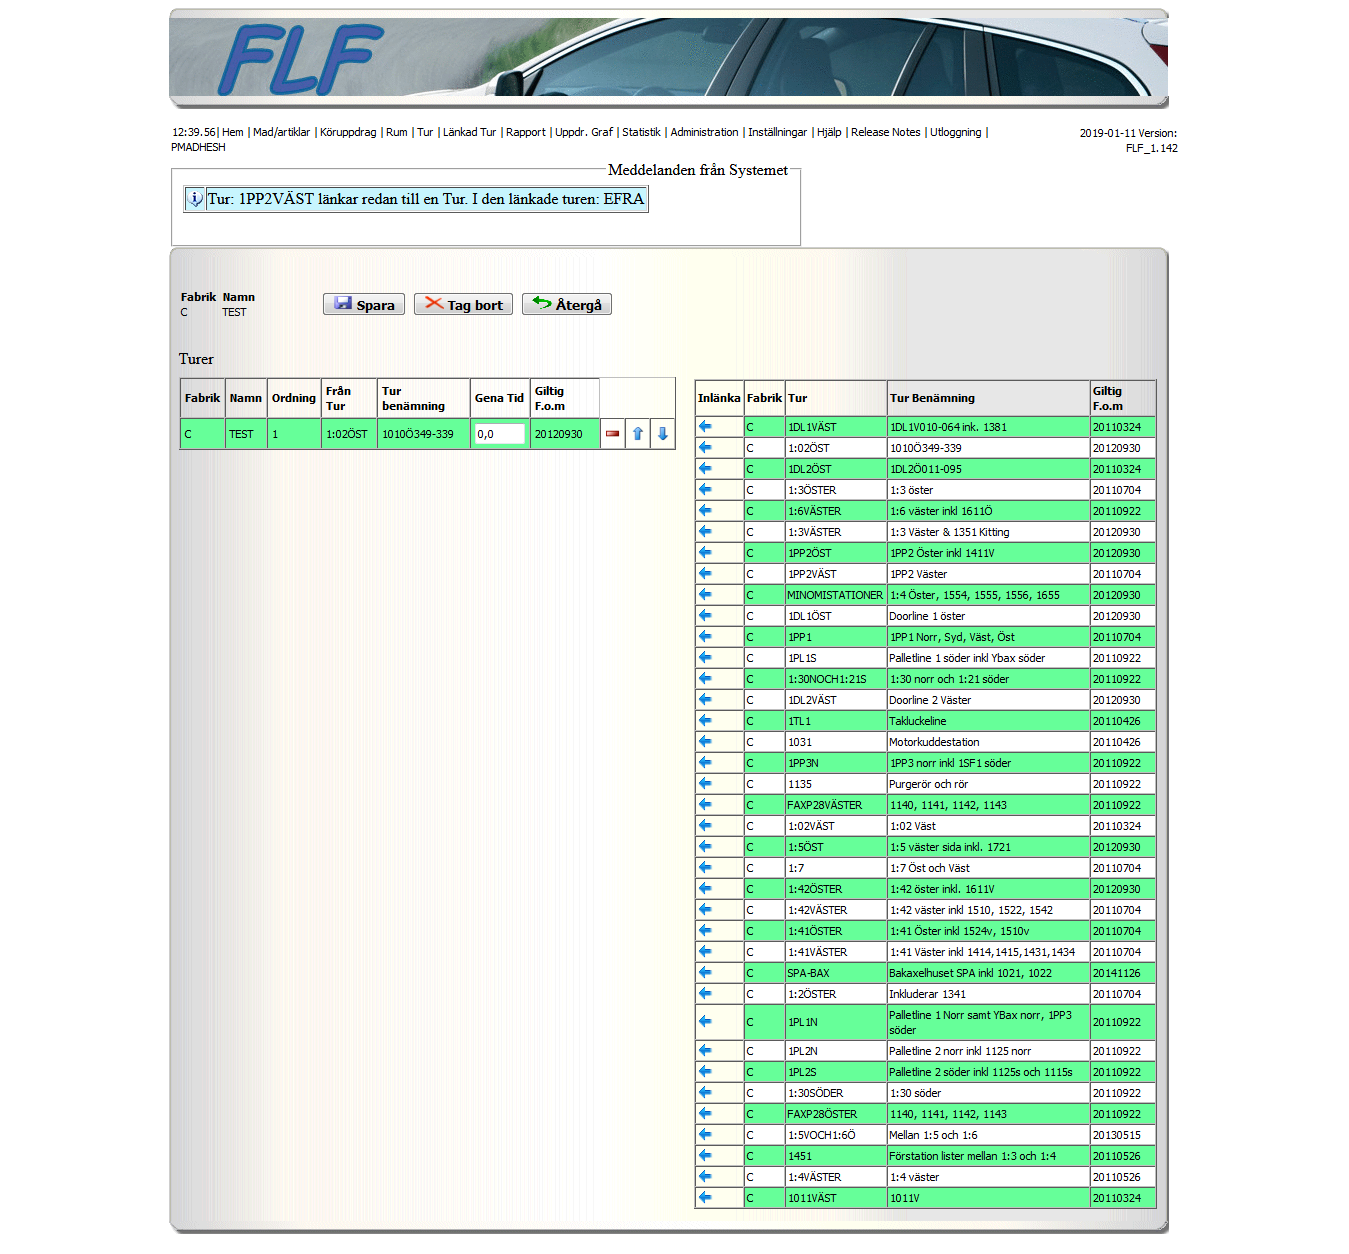 FLF
12:39.56| Hem | Mad/artiklar | Köruppdrag | Rum | Tur | Länkad Tur | Rapport | Uppdr. Graf | Statistik | Administration | Inställningar | Hjälp | Release Notes | Utloggning |
PMADHESH
2019-01-11 Version:
FLF_1.142
Meddelanden från Systemet
Tur: 1PP2VÄST länkar redan till en Tur. I den länkade turen: EFRA
Fabrik Namn
C TEST
Spara Tag bort Återgå
Turer
Fabrik Namn Ordning Från Tur Tur benämning Gena Tid Giltig F.o.m
C TEST 1 1:02ÖST 1010Ö349-339 0,0 20120930
Inlänka Fabrik Tur Tur Benämning Giltig F.o.m
C 1DL1VÄST 1DL1V010-064 ink. 1381 20110324
C 1:02ÖST 1010Ö349-339 20120930
C 1DL2ÖST 1DL2Ö011-095 20110324
C 1:3ÖSTER 1:3 öster 20110704
C 1:6VÄSTER 1:6 väster inkl 1611Ö 20110922
C 1:3VÄSTER 1:3 Väster & 1351 Kitting 20120930
C 1PP2ÖST 1PP2 Öster inkl 1411V 20120930
C 1PP2VÄST 1PP2 Väster 20110704
C MINOMISTATIONER 1:4 Öster, 1554, 1555, 1556, 1655 20120930
C 1DL1ÖST Doorline 1 öster 20120930
C 1PP1 1PP1 Norr, Syd, Väst, Öst 20110704
C 1PL1S Palletline 1 söder inkl Ybax söder 20110922
C 1:30NOCH1:21S 1:30 norr och 1:21 söder 20110922
C 1DL2VÄST Doorline 2 Väster 20120930
C 1TL1 Takluckeline 20110426
C 1031 Motorkuddestation 20110426
C 1PP3N 1PP3 norr inkl 1SF1 söder 20110922
C 1135 Purgerör och rör 20110922
C FAXP28VÄSTER 1140, 1141, 1142, 1143 20110922
C 1:02VÄST 1:02 Väst 20110324
C 1:5ÖST 1:5 väster sida inkl. 1721 20120930
C 1:7 1:7 Öst och Väst 20110704
C 1:42ÖSTER 1:42 öster inkl. 1611V 20120930
C 1:42VÄSTER 1:42 väster inkl 1510, 1522, 1542 20110704
C 1:41ÖSTER 1:41 Öster inkl 1524v, 1510v 20110704
C 1:41VÄSTER 1:41 Väster inkl 1414,1415,1431,1434 20110704
C SPA-BAX Bakaxelhuset SPA inkl 1021, 1022 20141126
C 1:2ÖSTER Inkluderar 1341 20110704
C 1PL1N Palletline 1 Norr samt YBax norr, 1PP3 söder 20110922
C 1PL2N Palletline 2 norr inkl 1125 norr 20110922
C 1PL2S Palletline 2 söder inkl 1125s och 1115s 20110922
C 1:30SÖDER 1:30 söder 20110922
C FAXP28ÖSTER 1140, 1141, 1142, 1143 20110922
C 1:5VOCH1:6Ö Mellan 1:5 och 1:6 20130515
C 1451 Förstation lister mellan 1:3 och 1:4 20110526
C 1:4VÄSTER 1:4 väster 20110526
C 1011VÄST 1011V 20110324